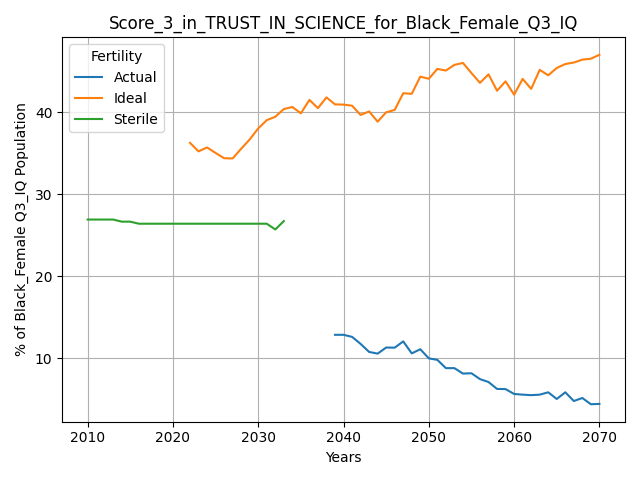 Score_3_in_TRUST_IN_SCIENCE_for_Black_Female_Q3_IQ
Fertility
Actual
Ideal
Sterile
% of Black_Female Q3_IQ Population
40
30
20
10
2010 2020 2030 2040 2050 2060 2070
Years